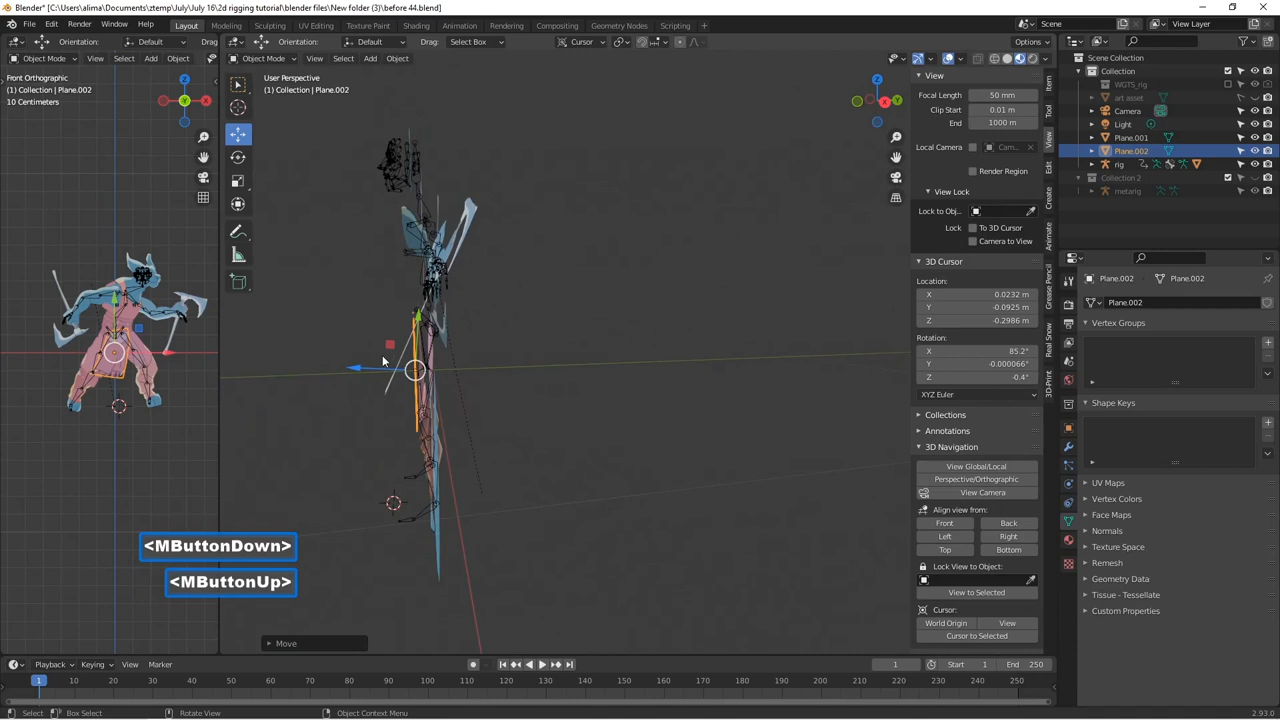 Blender* [C:\Users\alima\Documents\ztemp\July\July 16\2d rigging tutorial\blender files\New folder (3)\before 44.blend]
File Edit Render Window Help Layout Modeling Sculpting UV Editing Texture Paint Shading Animation Rendering Compositing Geometry Nodes Scripting + Scene View Layer
Orientation: Default Drag Orientation: Default Drag: Select Box Cursor Options
Object Mode View Select Add Object Object Mode View Select Add Object
Front Orthographic
(1) Collection | Plane.002
10 Centimeters
User Perspective
(1) Collection | Plane.002
Z
Y
X
Z
X
Y
View
Focal Length 50 mm
Clip Start 0.01 m
End 1000 m
Local Camera Cam...
Render Region
View Lock
Lock to Obj...
Lock To 3D Cursor
Camera to View
3D Cursor
Location:
X 0.0232 m
Y -0.0925 m
Z -0.2986 m
Rotation:
X 85.2°
Y -0.000066°
Z -0.4°
XYZ Euler
Collections
Annotations
3D Navigation
View Global/Local
Perspective/Orthographic
View Camera
Align view from:
Front Back
Left Right
Top Bottom
Lock View to Object:
View to Selected
Cursor:
World Origin View
Cursor to Selected
Item
Tool
View
Edit
Create
Animate
Grease Pencil
Real Snow
3D-Print
Scene Collection
Collection
WGTS_rig
art asset
Camera
Light
Plane.001
Plane.002
rig
Collection 2
metarig
Plane.002 Plane.002
Plane.002
Vertex Groups
Shape Keys
UV Maps
Vertex Colors
Face Maps
Normals
Texture Space
Remesh
Geometry Data
Tissue - Tessellate
Custom Properties
<MButtonDown>
<MButtonUp>
Move
Playback Keying View Marker 1 Start 1 End 250
1 10 20 30 40 50 60 70 80 90 100 110 120 130 140 150 160 170 180 190 200 210 220 230 240 250
Select Box Select Rotate View Object Context Menu 2.93.0